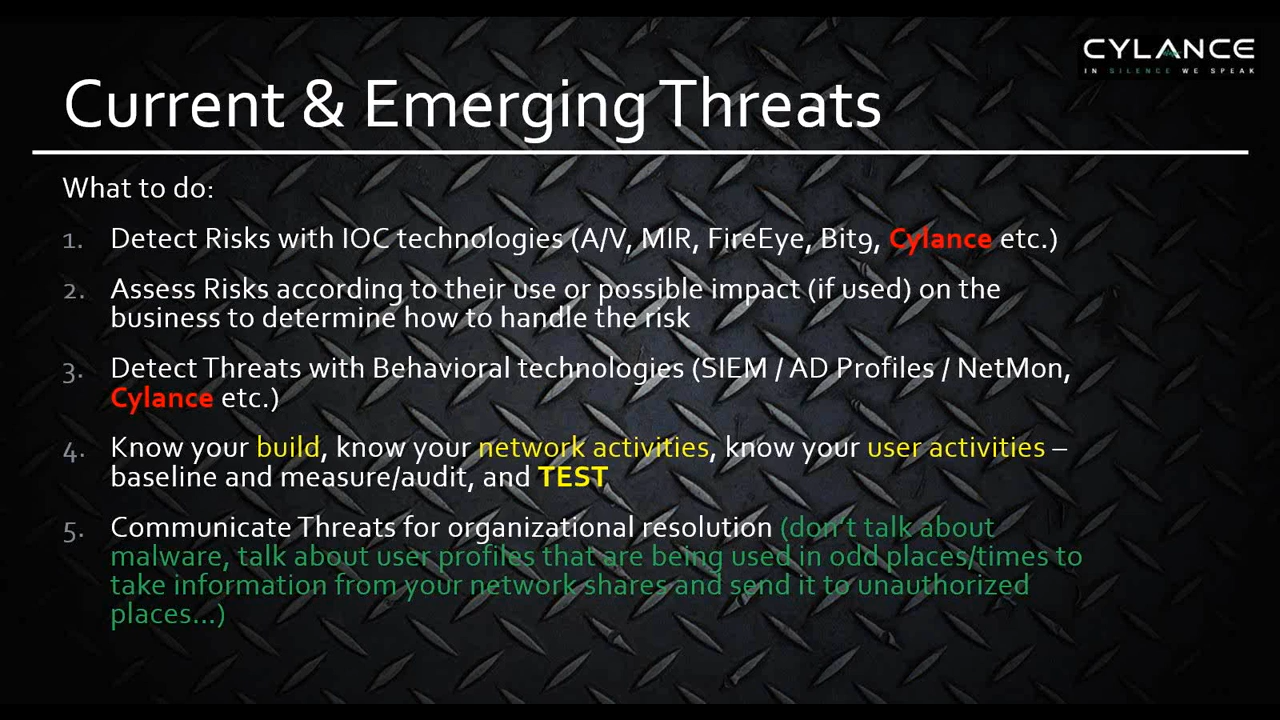 CYLANCE
IN SILENCE WE SPEAK
Current & Emerging Threats
What to do:
1. Detect Risks with IOC technologies (A/V, MIR, FireEye, Bit9, Cylance etc.)
2. Assess Risks according to their use or possible impact (if used) on the
business to determine how to handle the risk
3. Detect Threats with Behavioral technologies (SIEM / AD Profiles / NetMon,
Cylance etc.)
4. Know your build, know your network activities, know your user activities –
baseline and measure/audit, and TEST
5. Communicate Threats for organizational resolution (don't talk about
malware, talk about user profiles that are being used in odd places/times to
take information from your network shares and send it to unauthorized
places...)